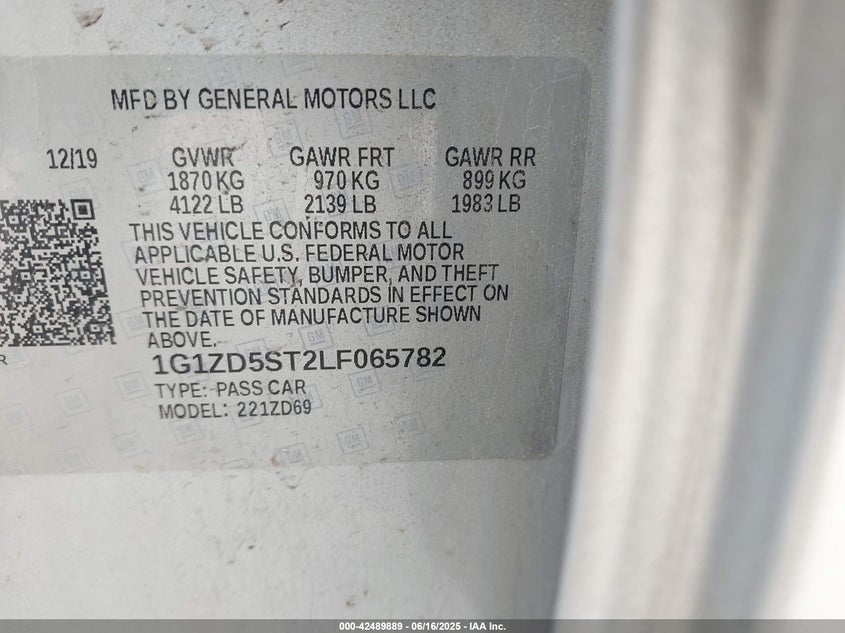 MFD BY GENERAL MOTORS LLC
12/19 GVWR GAWR FRT GAWR RR
1870 KG 970 KG 899 KG
4122 LB 2139 LB 1983 LB
THIS VEHICLE CONFORMS TO ALL
APPLICABLE U.S. FEDERAL MOTOR
VEHICLE SAFETY, BUMPER, AND THEFT
PREVENTION STANDARDS IN EFFECT ON
THE DATE OF MANUFACTURE SHOWN
ABOVE.
1G1ZD5ST2LF065782
TYPE: PASS CAR
MODEL: 221ZD69
000-42489889 - 06/16/2025 - IAA Inc.